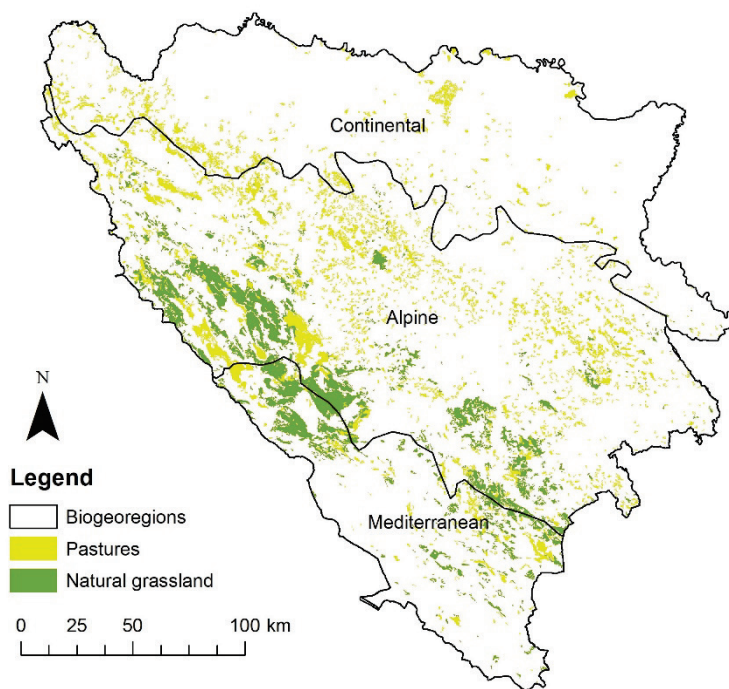 Continental
Alpine
Mediterranean
N
Legend
Biogeoregions
Pastures
Natural grassland
0 25 50 100 km